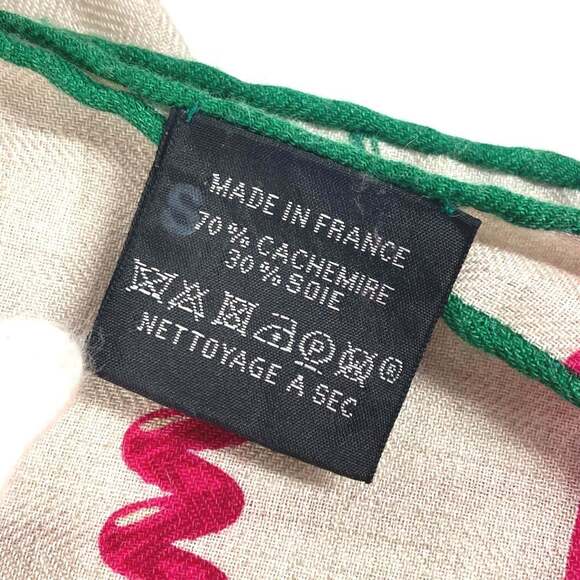 MADE IN FRANCE
S
70% CACHEMIRE
30% SOIE
P ®
NETTOYAGE A SEC